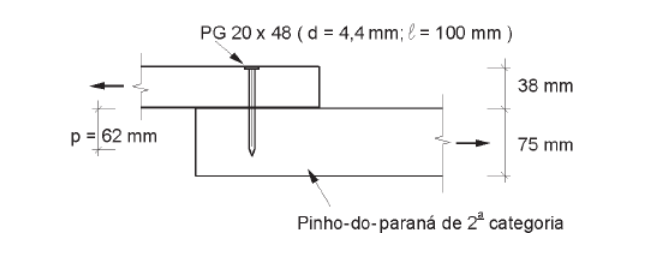 PG 20 x 48 ( d = 4,4 mm; ℓ = 100 mm )
38 mm
p = 62 mm
75 mm
Pinho-do-paraná de 2ª categoria